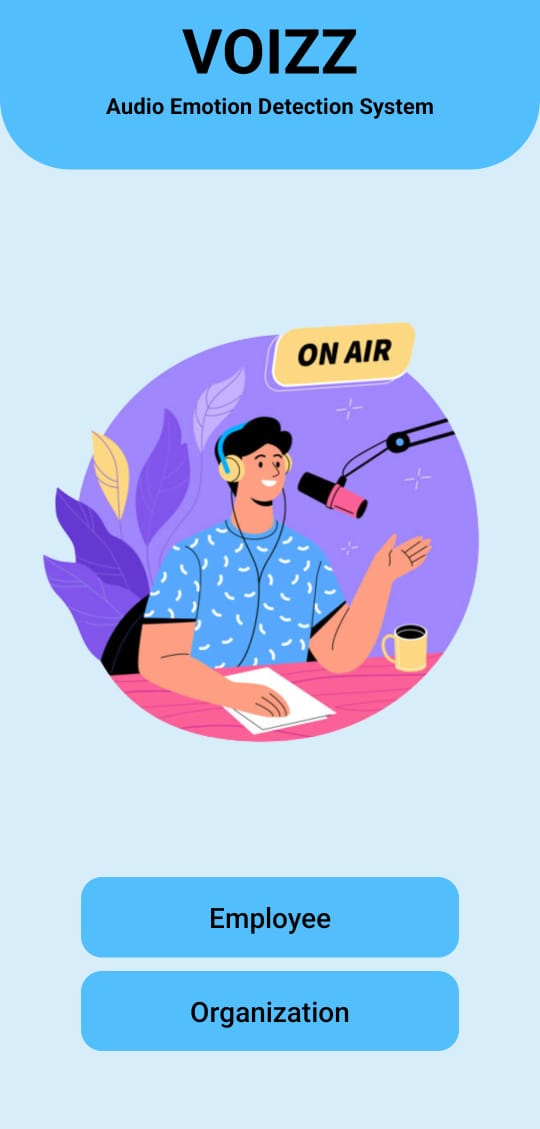 VOIZZ
Audio Emotion Detection System
ON AIR
Employee
Organization